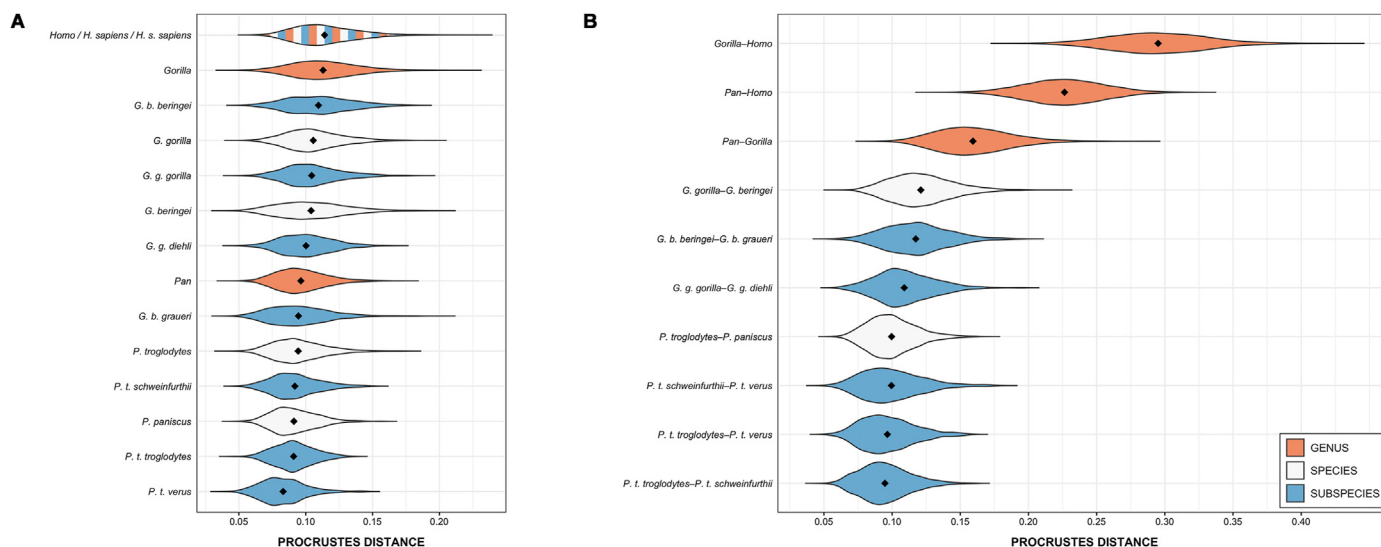 A
Homo / H. sapiens / H. s. sapiens
Gorilla
G. b. beringei
G. gorilla
G. g. gorilla
G. beringei
G. g. diehli
Pan
G. b. graueri
P. troglodytes
P. t. schweinfurthii
P. paniscus
P. t. troglodytes
P. t. verus
0.05 0.10 0.15 0.20
PROCRUSTES DISTANCE
B
Gorilla–Homo
Pan–Homo
Pan–Gorilla
G. gorilla–G. beringei
G. b. beringei–G. b. graueri
G. g. gorilla–G. g. diehli
P. troglodytes–P. paniscus
P. t. schweinfurthii–P. t. verus
P. t. troglodytes–P. t. verus
P. t. troglodytes–P. t. schweinfurthii
0.05 0.10 0.15 0.20 0.25 0.30 0.35 0.40
PROCRUSTES DISTANCE
GENUS
SPECIES
SUBSPECIES